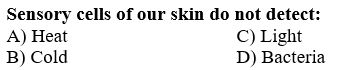 Sensory cells of our skin do not detect:
A) Heat C) Light
B) Cold D) Bacteria